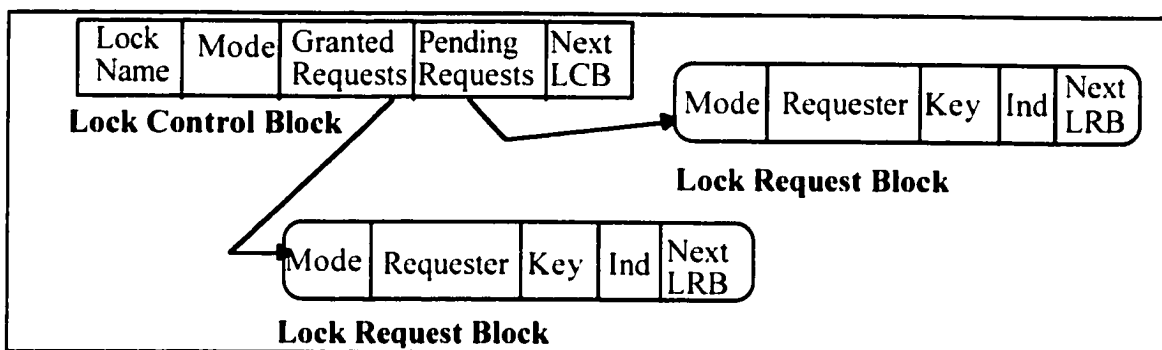 Lock Name Mode Granted Requests Pending Requests Next LCB
Lock Control Block
Mode Requester Key Ind Next LRB
Lock Request Block
Mode Requester Key Ind Next LRB
Lock Request Block